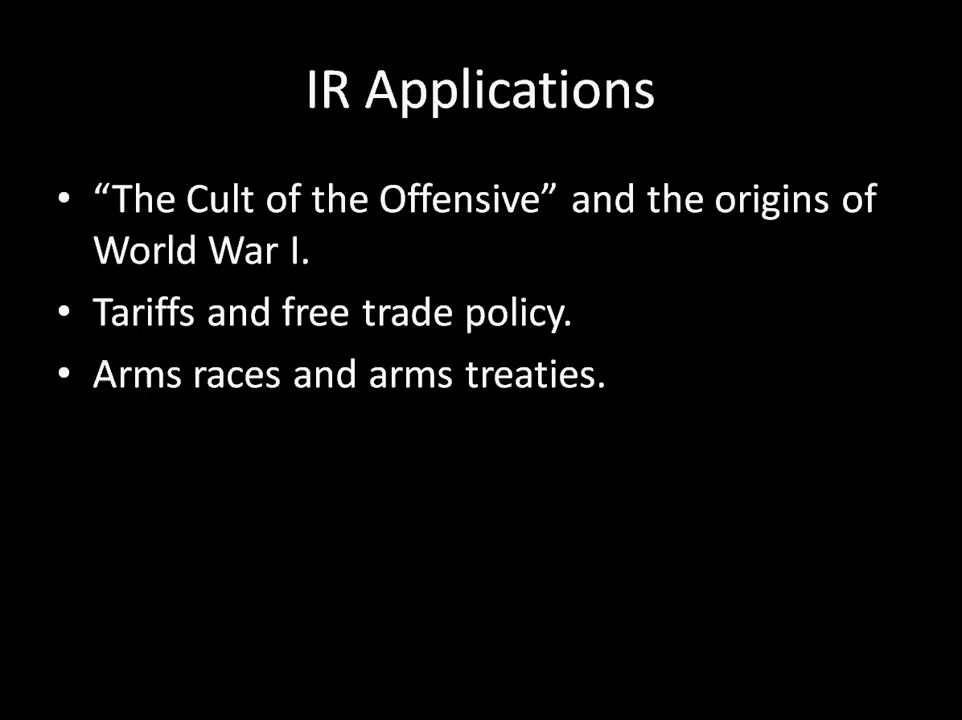 IR Applications
• “The Cult of the Offensive” and the origins of
World War I.
• Tariffs and free trade policy.
• Arms races and arms treaties.